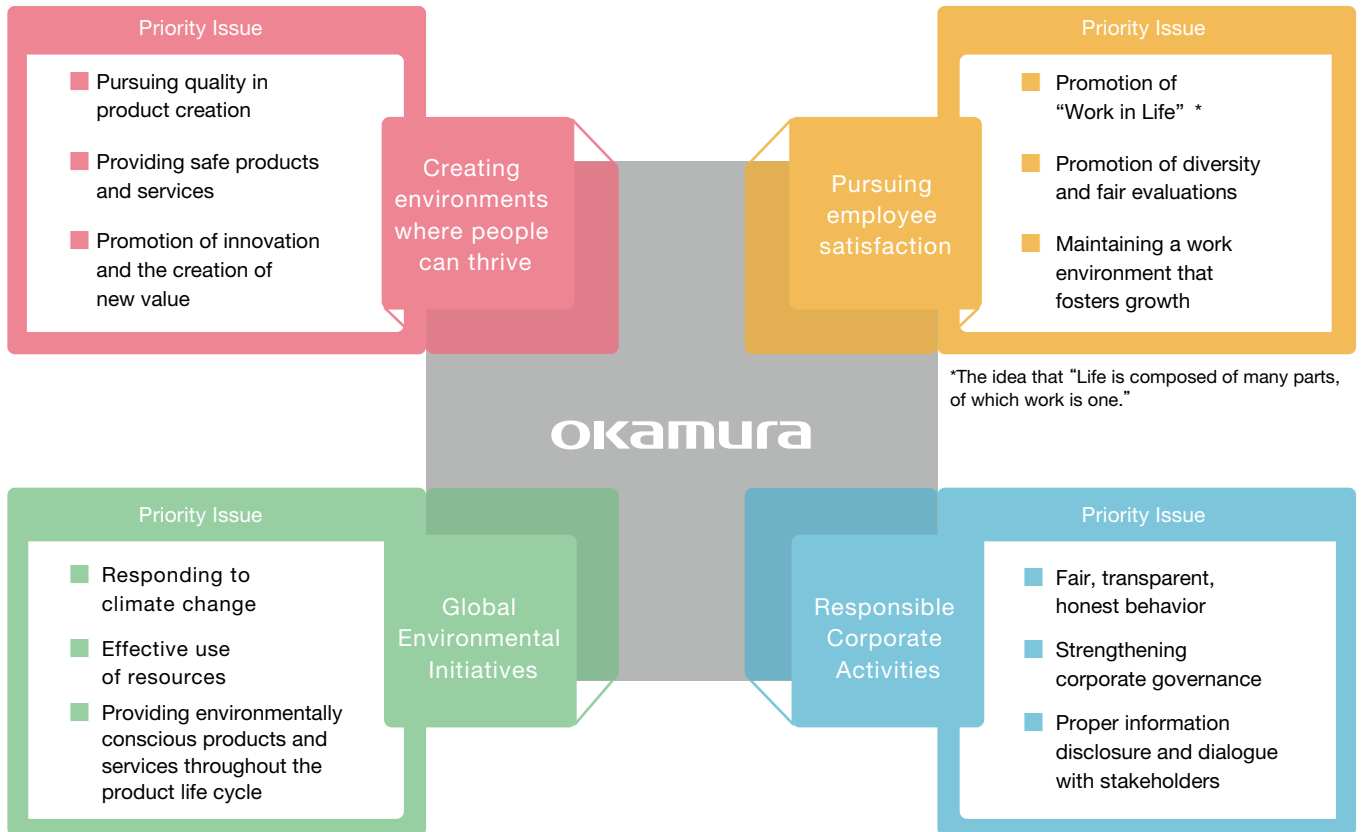 Priority Issue
Pursuing quality in
product creation
Providing safe products
and services
Promotion of innovation
and the creation of
new value
Creating
environments
where people
can thrive
Priority Issue
Promotion of
“Work in Life” *
Promotion of diversity
and fair evaluations
Maintaining a work
environment that
fosters growth
Pursuing
employee
satisfaction
*The idea that “Life is composed of many parts,
of which work is one.”
okamura
Priority Issue
Responding to
climate change
Effective use
of resources
Providing environmentally
conscious products and
services throughout the
product life cycle
Global
Environmental
Initiatives
Priority Issue
Fair, transparent,
honest behavior
Strengthening
corporate governance
Proper information
disclosure and dialogue
with stakeholders
Responsible
Corporate
Activities